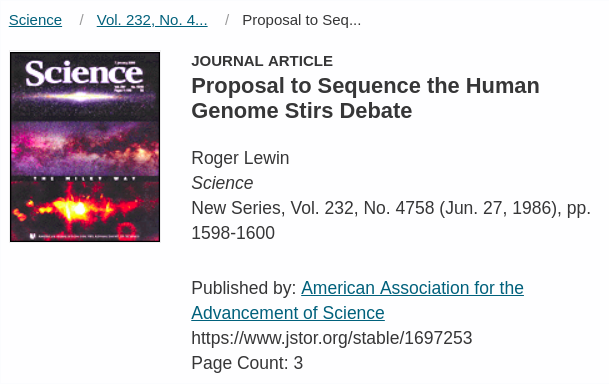 Science / Vol. 232, No. 4... / Proposal to Seq...
JOURNAL ARTICLE
Proposal to Sequence the Human
Genome Stirs Debate
Roger Lewin
Science
New Series, Vol. 232, No. 4758 (Jun. 27, 1986), pp.
1598-1600
Published by: American Association for the
Advancement of Science
https://www.jstor.org/stable/1697253
Page Count: 3
Science
THE MILKY WAY